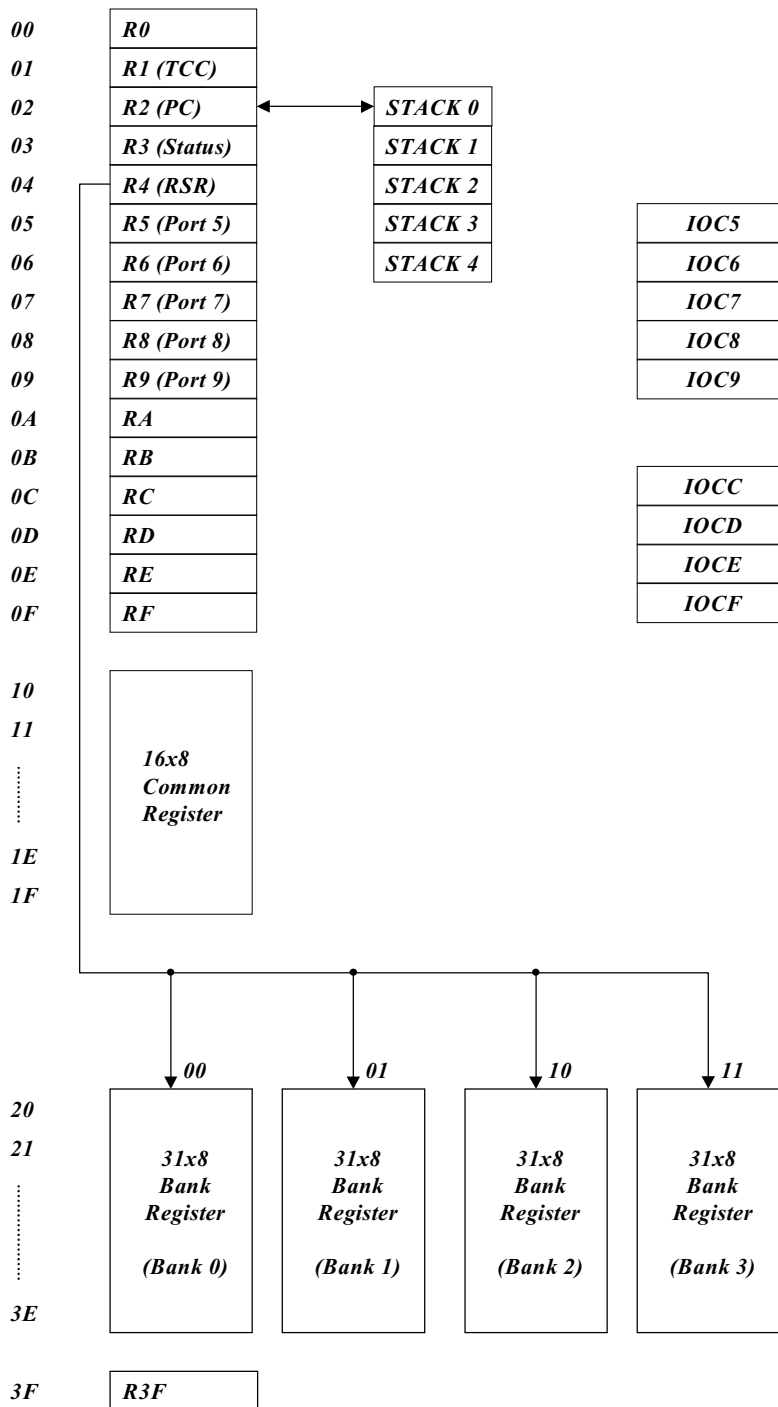 00 R0
01 R1 (TCC)
02 R2 (PC) STACK 0
03 R3 (Status) STACK 1
04 R4 (RSR) STACK 2
05 R5 (Port 5) STACK 3 IOC5
06 R6 (Port 6) STACK 4 IOC6
07 R7 (Port 7) IOC7
08 R8 (Port 8) IOC8
09 R9 (Port 9) IOC9
0A RA
0B RB
0C RC IOCC
0D RD IOCD
0E RE IOCE
0F RF IOCF
10
11
16x8
Common
Register
1E
1F
00 01 10 11
20
21
31x8 31x8 31x8 31x8
Bank Bank Bank Bank
Register Register Register Register
(Bank 0) (Bank 1) (Bank 2) (Bank 3)
3E
3F R3F